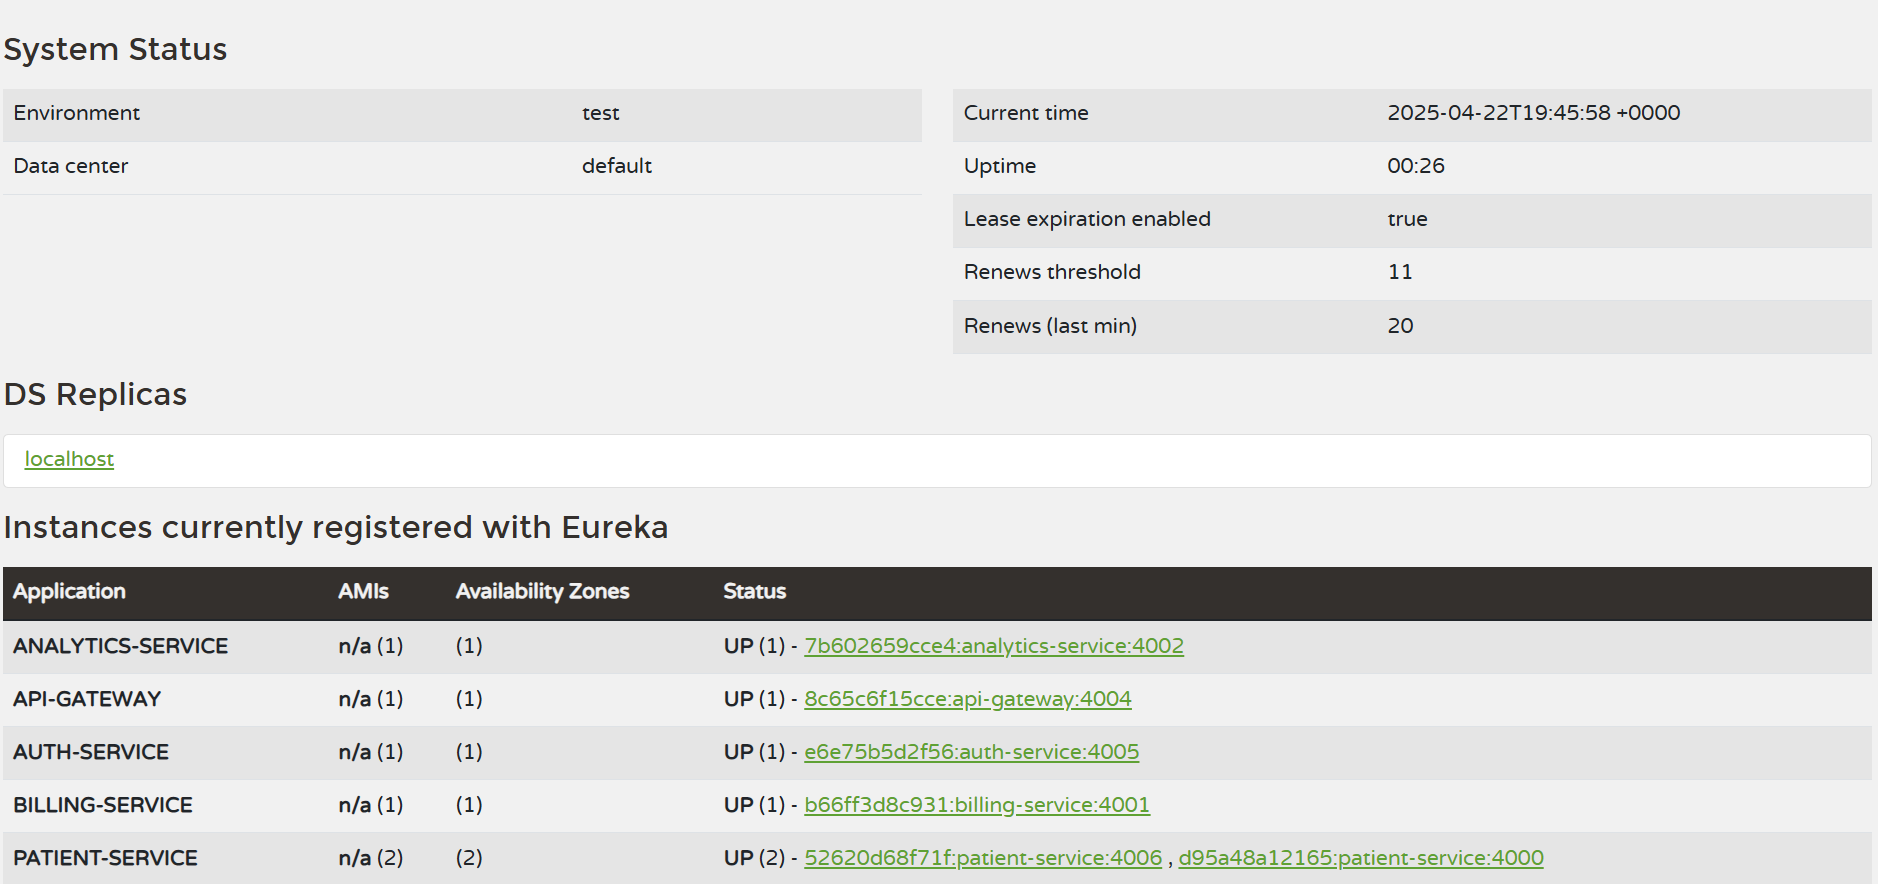 System Status
Environment test
Data center default
Current time 2025-04-22T19:45:58 +0000
Uptime 00:26
Lease expiration enabled true
Renews threshold 11
Renews (last min) 20
DS Replicas
localhost
Instances currently registered with Eureka
Application AMIs Availability Zones Status
ANALYTICS-SERVICE n/a (1) (1) UP (1) - 7b602659cce4:analytics-service:4002
API-GATEWAY n/a (1) (1) UP (1) - 8c65c6f15cce:api-gateway:4004
AUTH-SERVICE n/a (1) (1) UP (1) - e6e75b5d2f56:auth-service:4005
BILLING-SERVICE n/a (1) (1) UP (1) - b66ff3d8c931:billing-service:4001
PATIENT-SERVICE n/a (2) (2) UP (2) - 52620d68f71f:patient-service:4006 , d95a48a12165:patient-service:4000